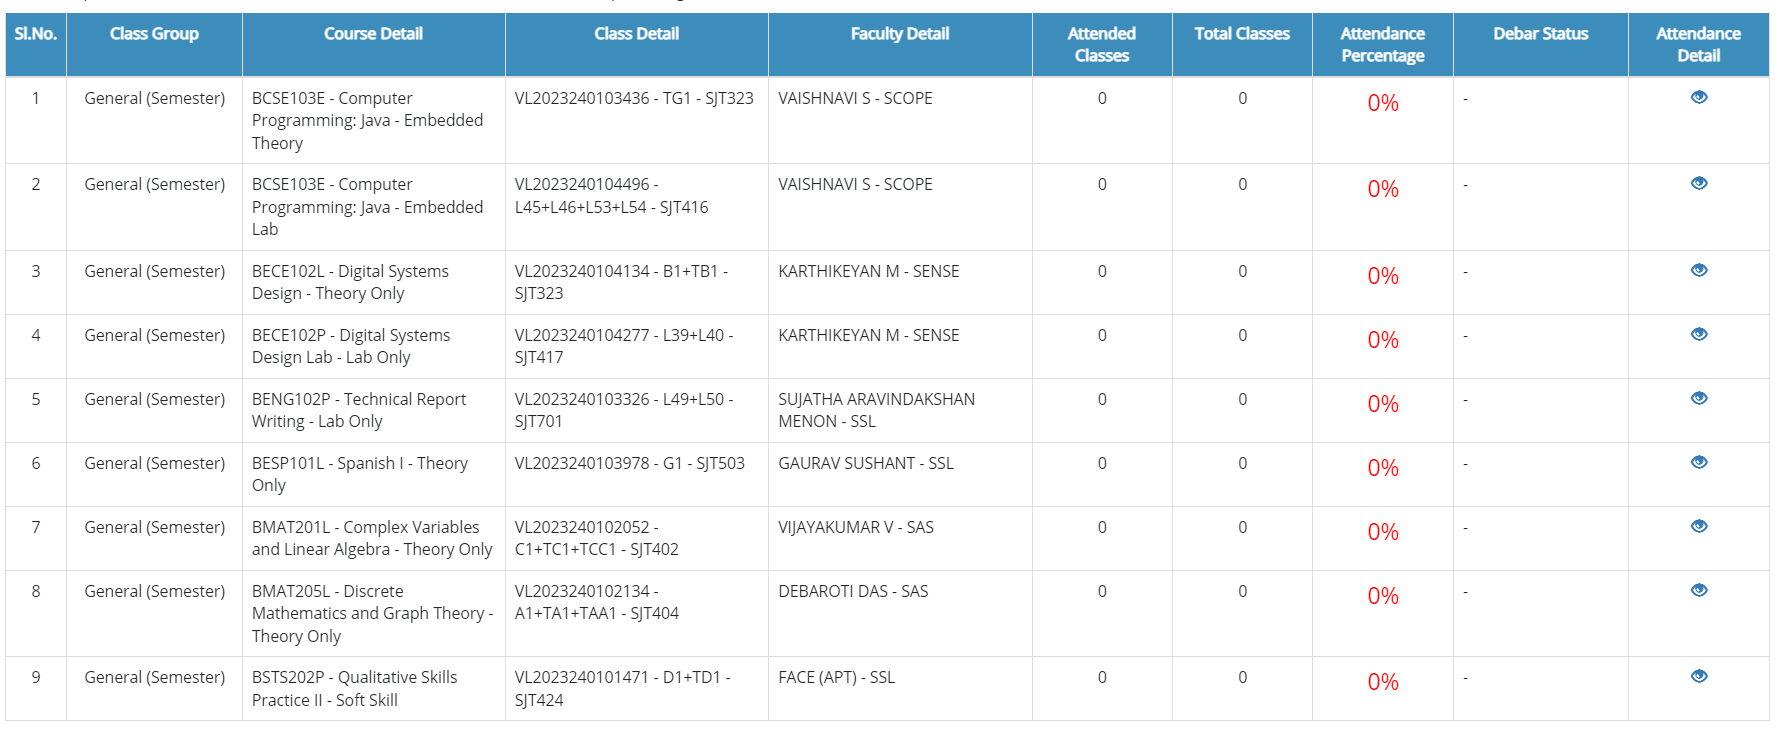 Sl.No. Class Group Course Detail Class Detail Faculty Detail Attended Classes Total Classes Attendance Percentage Debar Status Attendance Detail
1 General (Semester) BCSE103E - Computer Programming: Java - Embedded Theory VL2023240103436 - TG1 - SJT323 VAISHNAVI S - SCOPE 0 0 0% -
2 General (Semester) BCSE103E - Computer Programming: Java - Embedded Lab VL2023240104496 - L45+L46+L53+L54 - SJT416 VAISHNAVI S - SCOPE 0 0 0% -
3 General (Semester) BECE102L - Digital Systems Design - Theory Only VL2023240104134 - B1+TB1 - SJT323 KARTHIKEYAN M - SENSE 0 0 0% -
4 General (Semester) BECE102P - Digital Systems Design Lab - Lab Only VL2023240104277 - L39+L40 - SJT417 KARTHIKEYAN M - SENSE 0 0 0% -
5 General (Semester) BENG102P - Technical Report Writing - Lab Only VL2023240103326 - L49+L50 - SJT701 SUJATHA ARAVINDAKSHAN MENON - SSL 0 0 0% -
6 General (Semester) BESP101L - Spanish I - Theory Only VL2023240103978 - G1 - SJT503 GAURAV SUSHANT - SSL 0 0 0% -
7 General (Semester) BMAT201L - Complex Variables and Linear Algebra - Theory Only VL2023240102052 - C1+TC1+TCC1 - SJT402 VIJAYAKUMAR V - SAS 0 0 0% -
8 General (Semester) BMAT205L - Discrete Mathematics and Graph Theory - Theory Only VL2023240102134 - A1+TA1+TAA1 - SJT404 DEBAROTI DAS - SAS 0 0 0% -
9 General (Semester) BSTS202P - Qualitative Skills Practice II - Soft Skill VL2023240101471 - D1+TD1 - SJT424 FACE (APT) - SSL 0 0 0% -